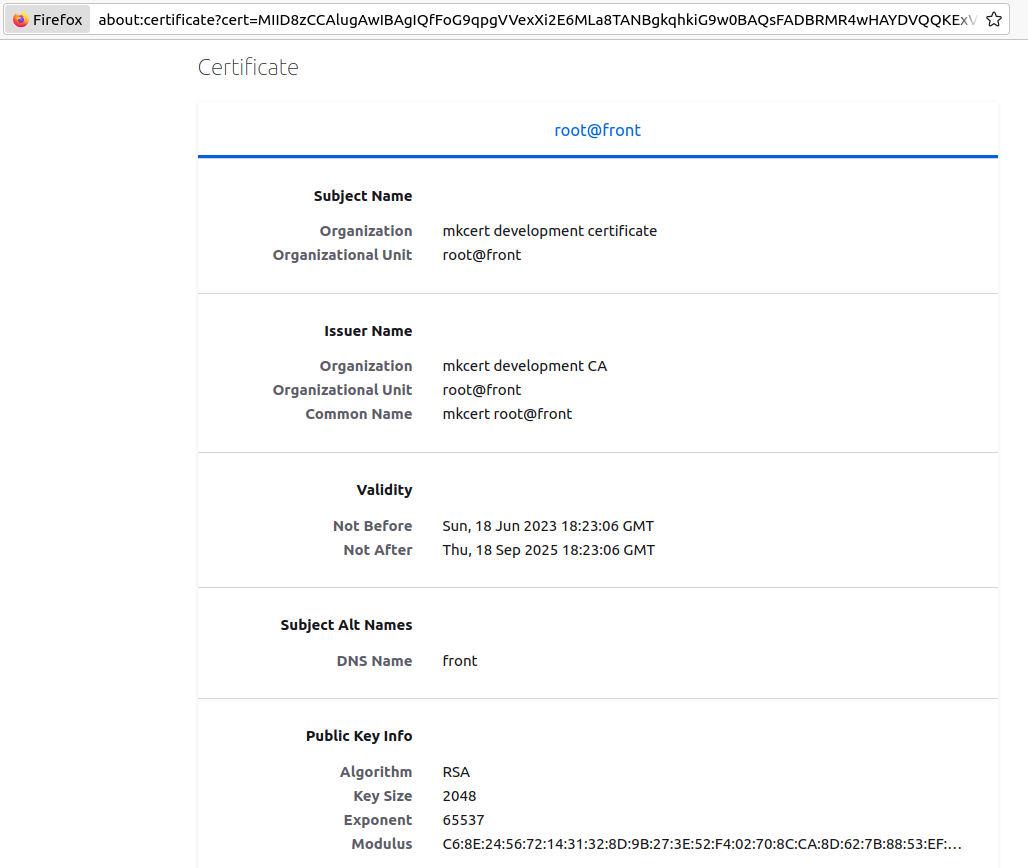 Firefox about:certificate?cert=MIID8zCCAlugAwIBAgIQfFoG9qpgVVexXi2E6MLa8TANBgkqhkiG9w0BAQsFADBRMR4wHAYDVQQKExV
Certificate
root@front
Subject Name
Organization mkcert development certificate
Organizational Unit root@front
Issuer Name
Organization mkcert development CA
Organizational Unit root@front
Common Name mkcert root@front
Validity
Not Before Sun, 18 Jun 2023 18:23:06 GMT
Not After Thu, 18 Sep 2025 18:23:06 GMT
Subject Alt Names
DNS Name front
Public Key Info
Algorithm RSA
Key Size 2048
Exponent 65537
Modulus C6:8E:24:56:72:14:31:32:8D:9B:27:3E:52:F4:02:70:8C:CA:8D:62:7B:88:53:EF:…